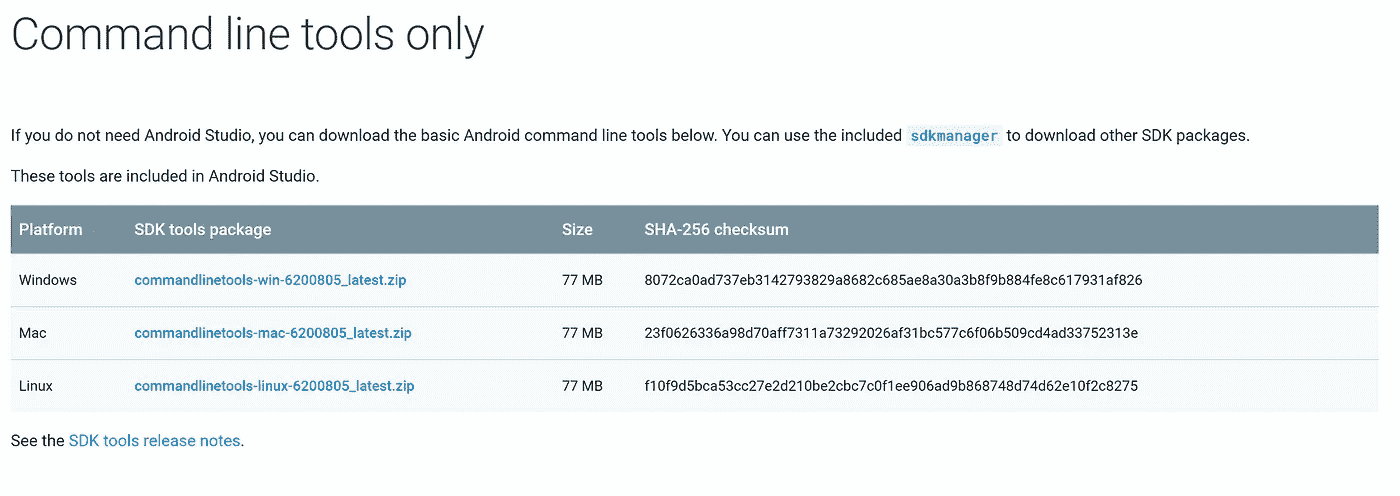 Command line tools only
If you do not need Android Studio, you can download the basic Android command line tools below. You can use the included sdkmanager to download other SDK packages.
These tools are included in Android Studio.
Platform SDK tools package Size SHA-256 checksum
Windows commandlinetools-win-6200805_latest.zip 77 MB 8072ca0ad737eb3142793829a8682c685ae8a30a3b8f9b884fe8c617931af826
Mac commandlinetools-mac-6200805_latest.zip 77 MB 23f0626336a98d70aff7311a73292026af31bc577c6f06b509cd4ad33752313e
Linux commandlinetools-linux-6200805_latest.zip 77 MB f10f9d5bca53cc27e2d210be2cbc7c0f1ee906ad9b868748d74d62e10f2c8275
See the SDK tools release notes.